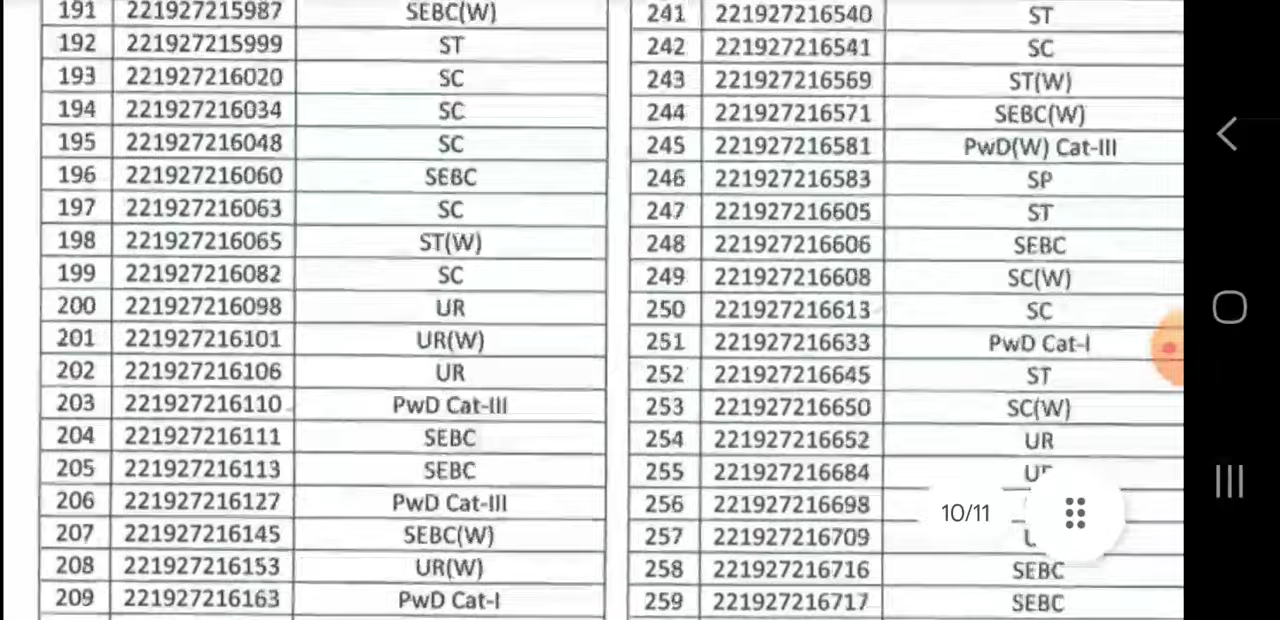 191 221927215987 SEBC(W)
192 221927215999 ST
193 221927216020 SC
194 221927216034 SC
195 221927216048 SC
196 221927216060 SEBC
197 221927216063 SC
198 221927216065 ST(W)
199 221927216082 SC
200 221927216098 UR
201 221927216101 UR(W)
202 221927216106 UR
203 221927216110 PwD Cat-III
204 221927216111 SEBC
205 221927216113 SEBC
206 221927216127 PwD Cat-III
207 221927216145 SEBC(W)
208 221927216153 UR(W)
209 221927216163 PwD Cat-I
241 221927216540 ST
242 221927216541 SC
243 221927216569 ST(W)
244 221927216571 SEBC(W)
245 221927216581 PwD(W) Cat-III
246 221927216583 SP
247 221927216605 ST
248 221927216606 SEBC
249 221927216608 SC(W)
250 221927216613 SC
251 221927216633 PwD Cat-I
252 221927216645 ST
253 221927216650 SC(W)
254 221927216652 UR
255 221927216684
256 221927216698
257 221927216709
258 221927216716 SEBC
259 221927216717 SEBC
10/11